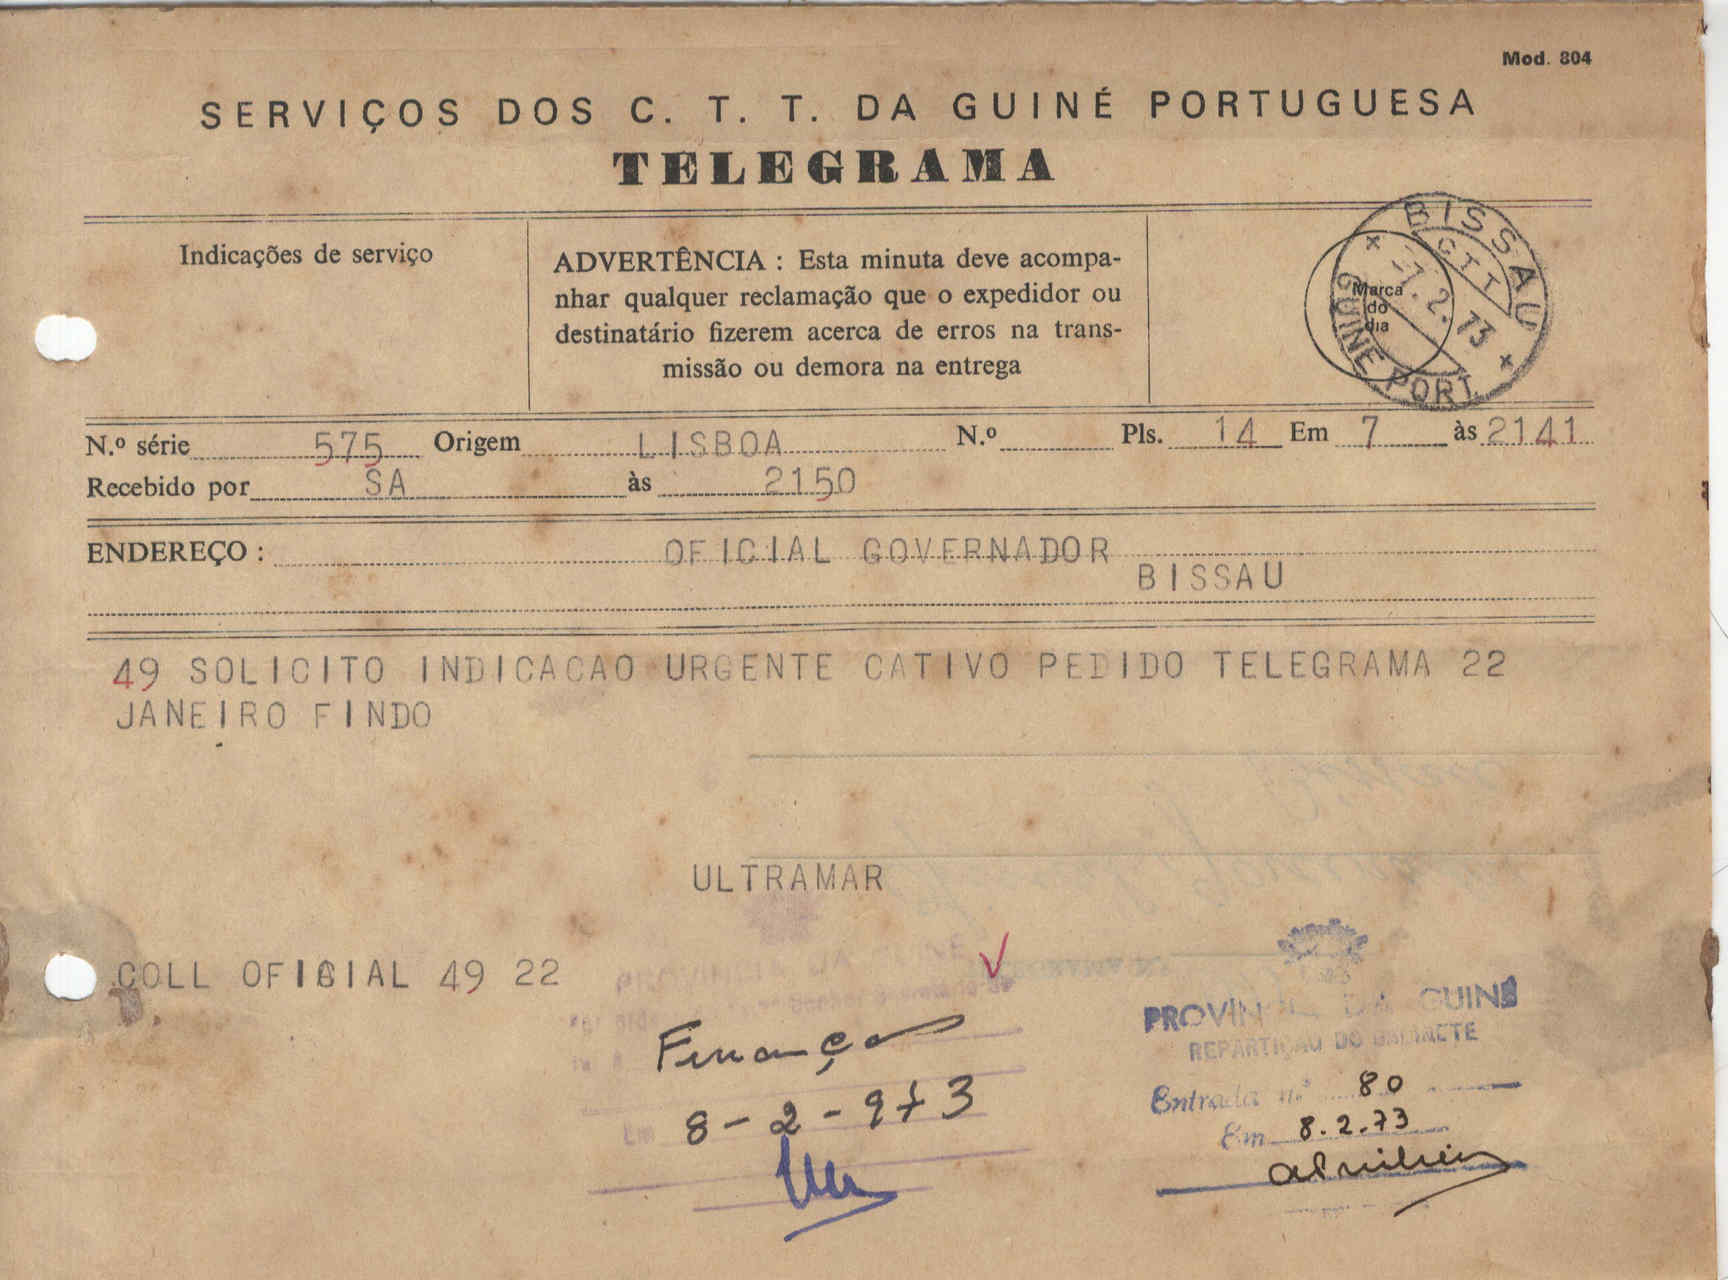 Mod. 804
SERVIÇOS DOS C. T. T. DA GUINÉ PORTUGUESA
TELEGRAMA
Indicações de serviço
ADVERTÊNCIA : Esta minuta deve acompa-
nhar qualquer reclamação que o expedidor ou
destinatário fizerem acerca de erros na trans-
missão ou demora na entrega
Marca
do
dia
BISSAU
CTT
-7. 2. 73
GUINÉ PORT.
N.º série 575 Origem LISBOA N.º Pls. 14 Em 7 às 2141
Recebido por SA às 2150
ENDEREÇO : OFICIAL GOVERNADOR
BISSAU
49 SOLICITO INDICACAO URGENTE CATIVO PEDIDO TELEGRAMA 22
JANEIRO FINDO
ULTRAMAR
COLL OFICIAL 49 22
Finanças
8-2-973
PROVÍNCIA DA GUINÉ
REPARTIÇÃO DO GABINETE
Entrada n.º 80
Em 8.2.73